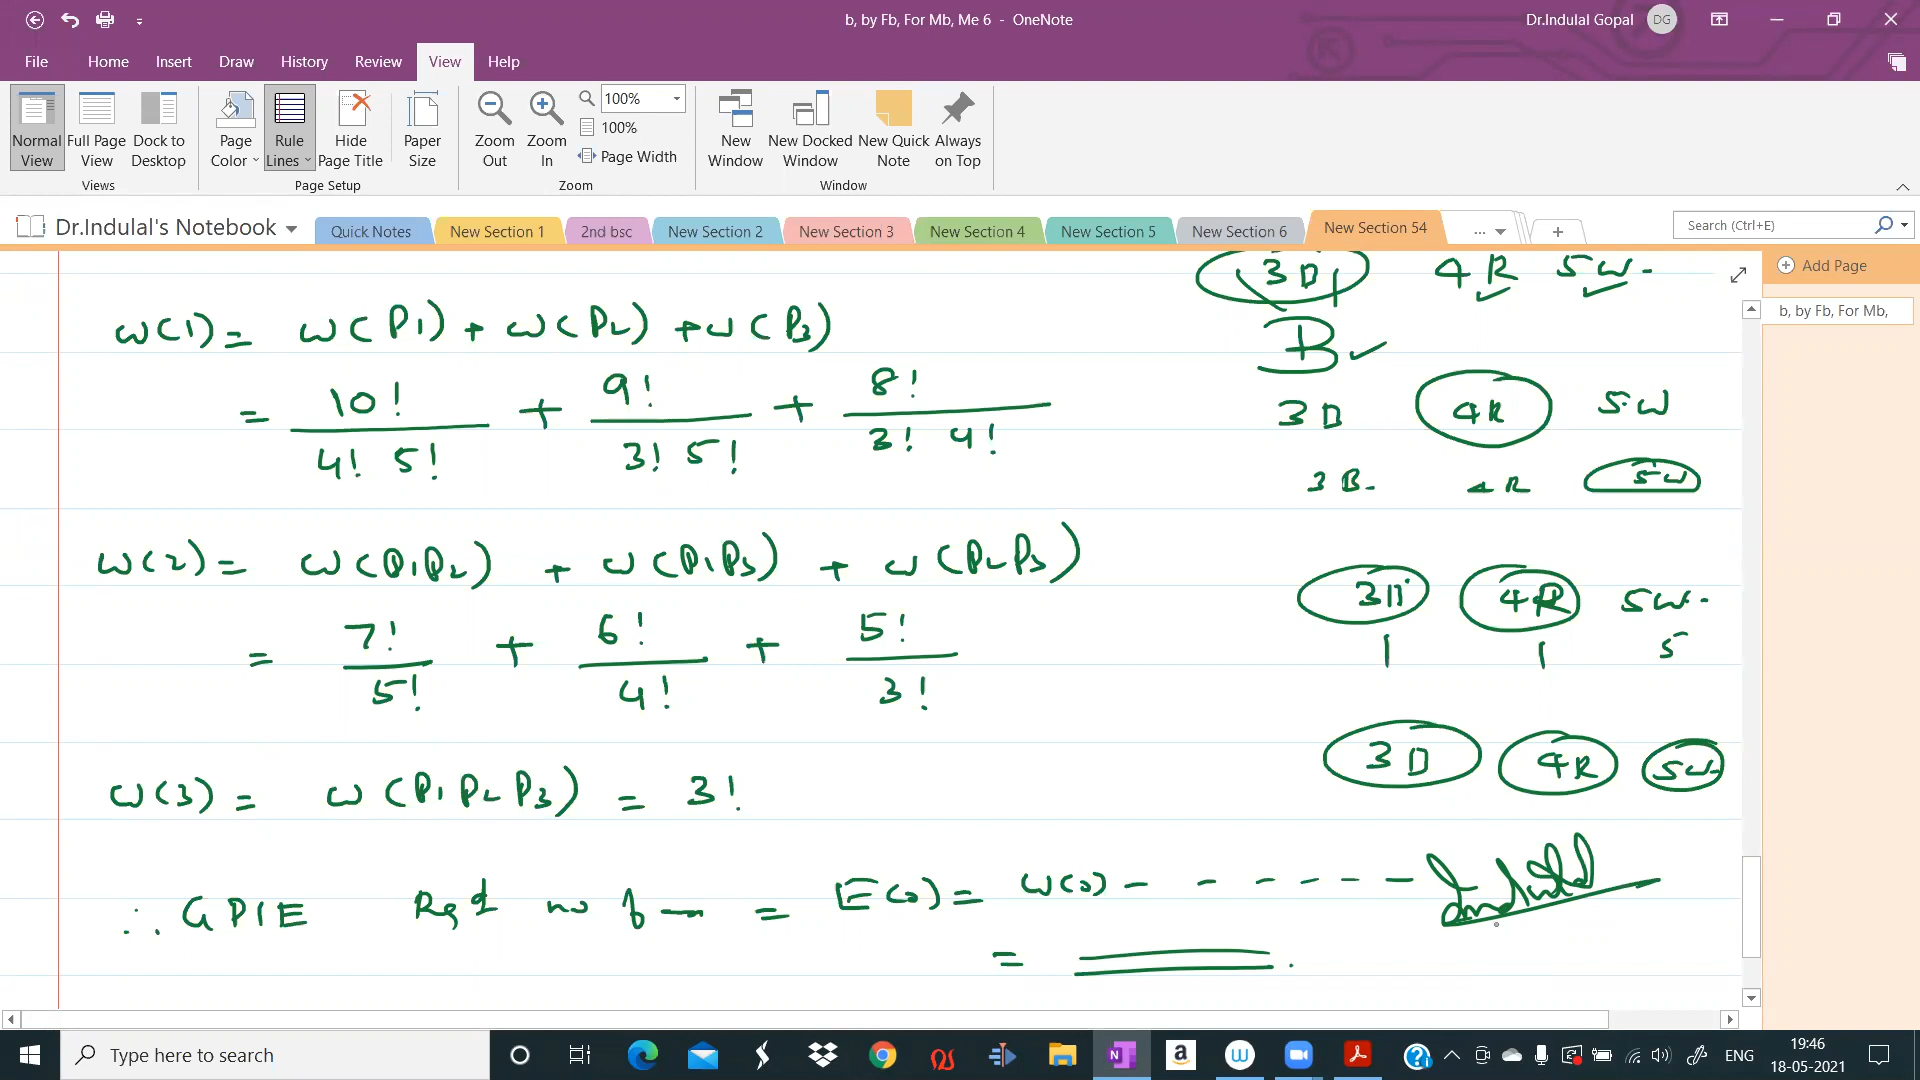 b, by Fb, For Mb, Me 6 - OneNote
Dr.Indulal Gopal DG
File Home Insert Draw History Review View Help
Normal View Full Page View Dock to Desktop
Page Color Rule Lines Hide Page Title Paper Size
Zoom Out Zoom In 100% 100% Page Width
New Window New Docked Window New Quick Note Always on Top
Views Page Setup Zoom Window
Dr.Indulal's Notebook Quick Notes New Section 1 2nd bsc New Section 2 New Section 3 New Section 4 New Section 5 New Section 6 New Section 54 ... + Search (Ctrl+E)
Add Page
b, by Fb, For Mb,
3B 4R 5W.
B
w(1) = w(P1) + w(P2) + w(P3)
= 10!/4! 5! + 9!/3! 5! + 8!/3! 4!
3B 4R 5W
3B. 4R 5W
w(2) = w(P1P2) + w(P1P3) + w(P2P3)
= 7!/5! + 6!/4! + 5!/3!
3B 4R 5W.
1 1 5
w(3) = w(P1P2P3) = 3!
3B 4R 5W
∴ GPIE Rqd no f — = E(0) = w(0) - - - - - - -
=
Type here to search
ENG
19:46
18-05-2021